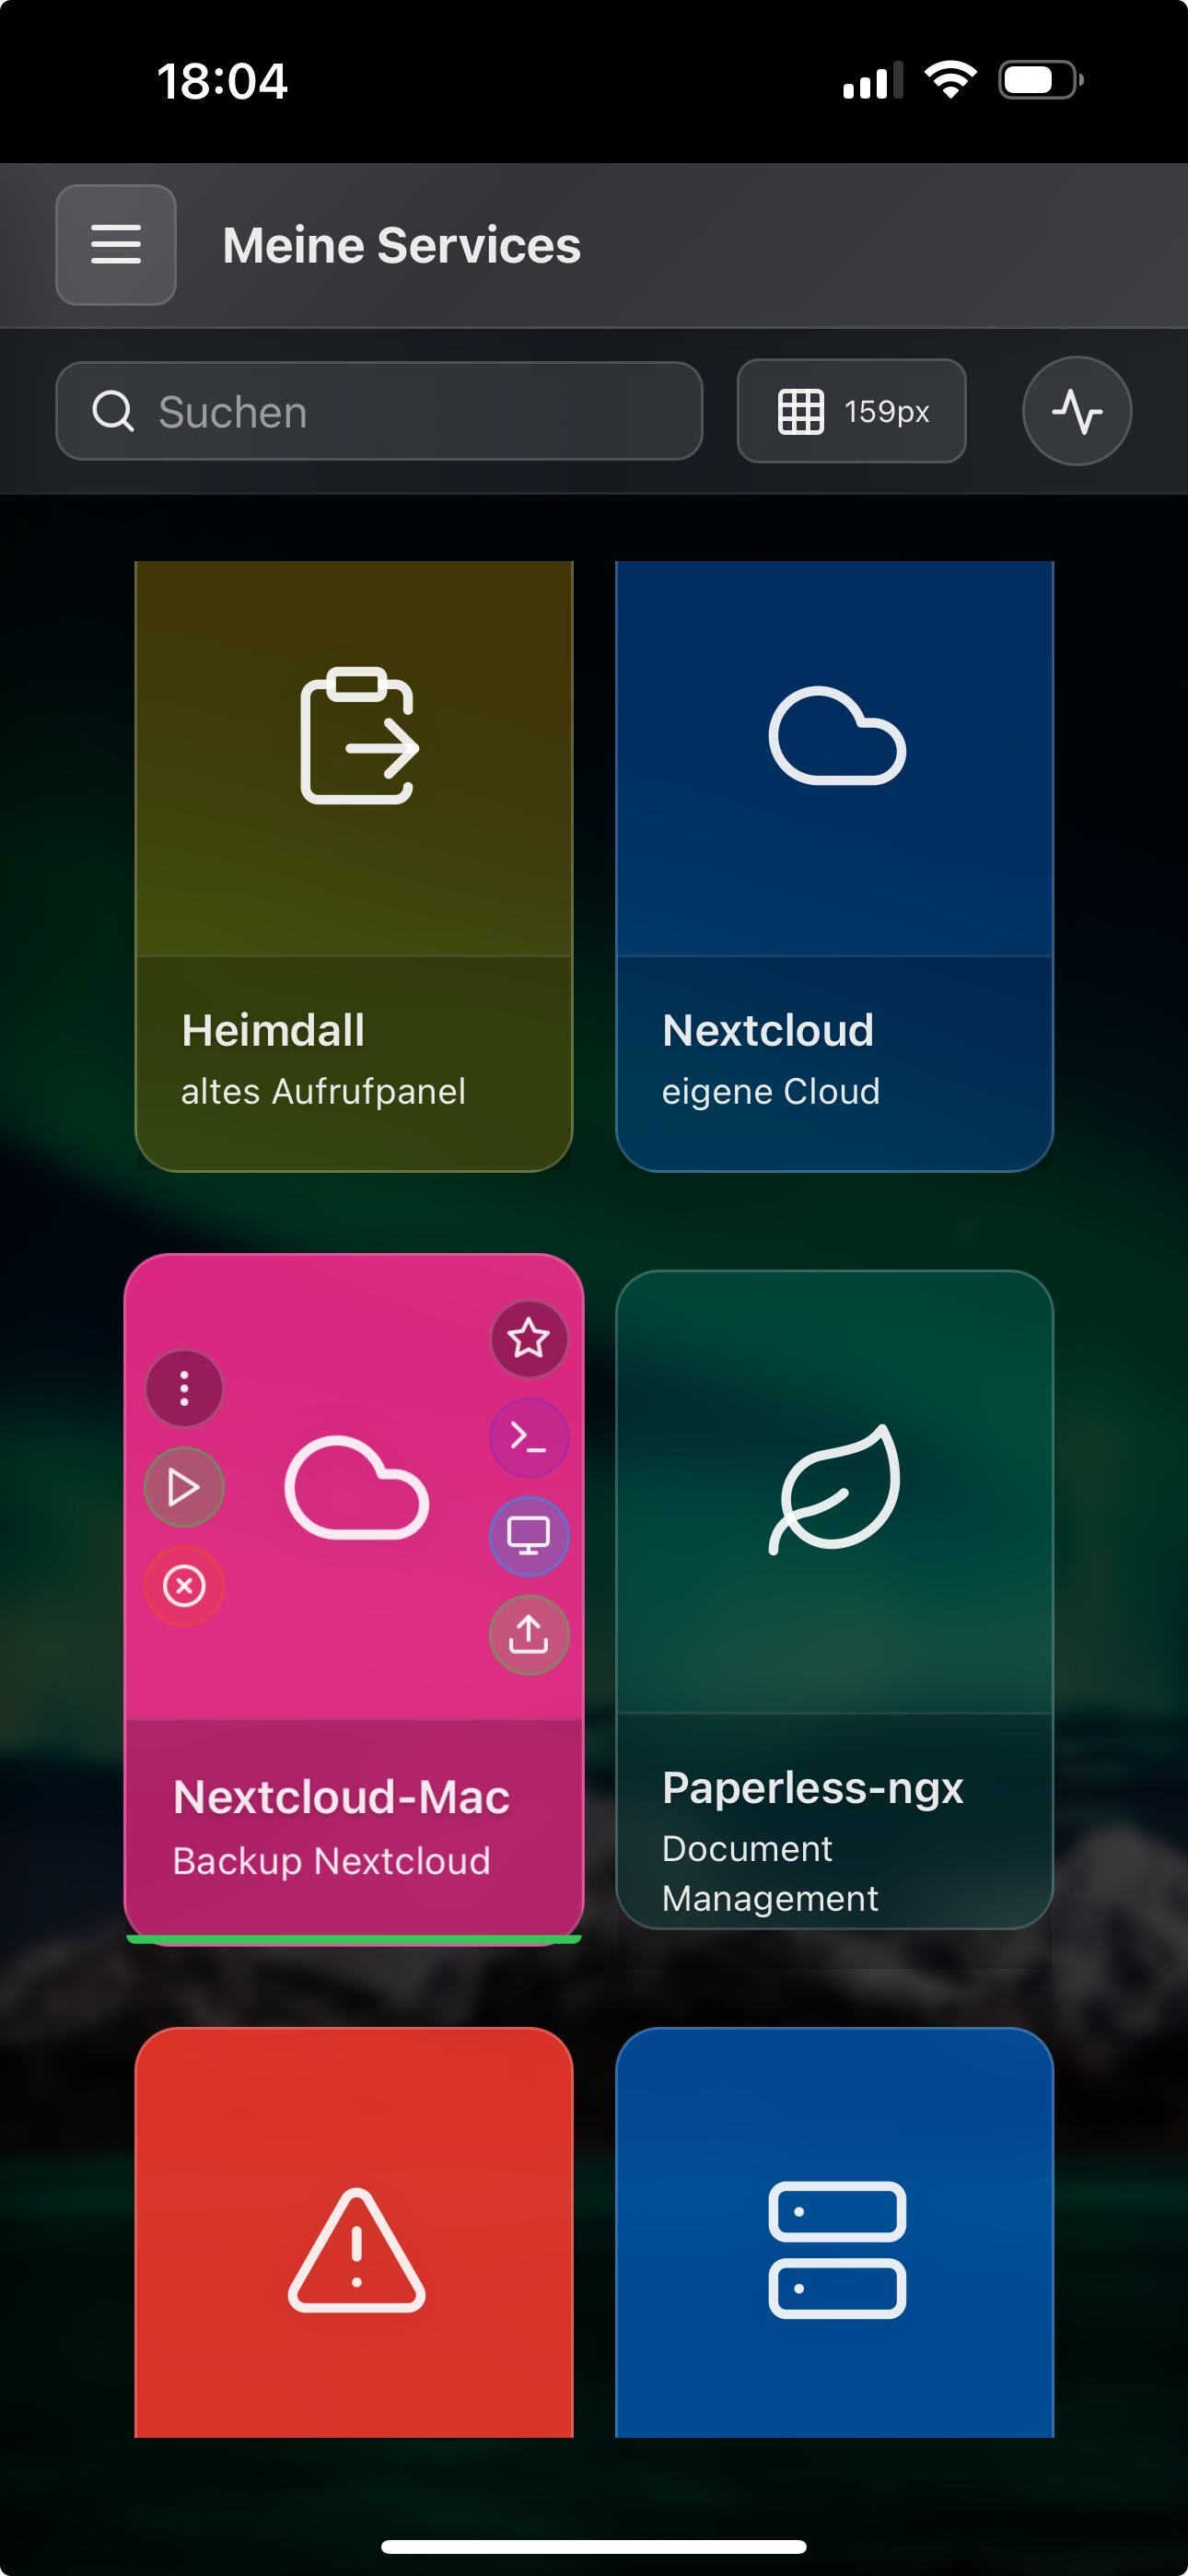 18:04
Meine Services
Suchen
159px
Heimdall
altes Aufrufpanel
Nextcloud
eigene Cloud
Nextcloud-Mac
Backup Nextcloud
Paperless-ngx
Document
Management